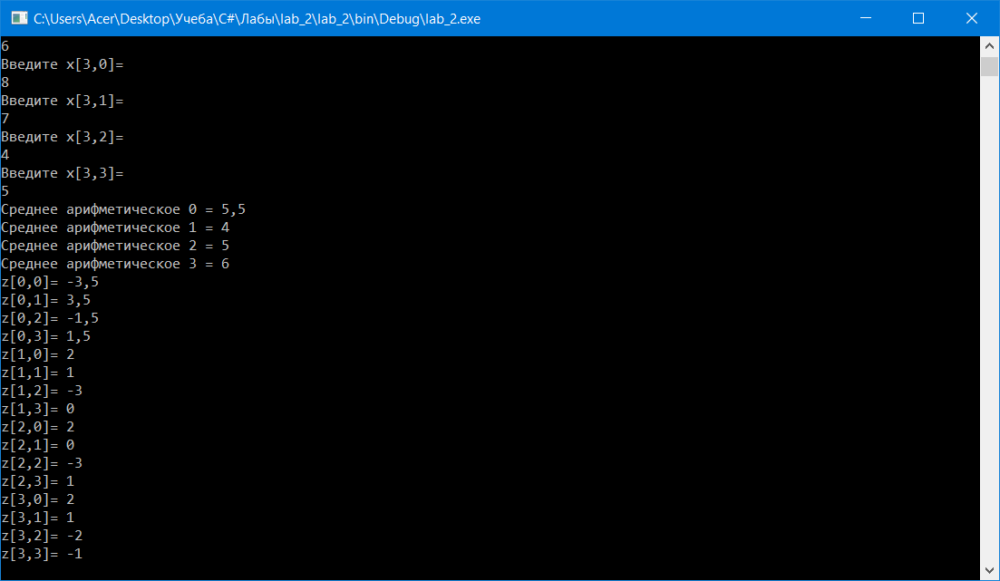 C:\Users\Acer\Desktop\Учеба\C#\Лабы\lab_2\lab_2\bin\Debug\lab_2.exe
6
Введите x[3,0]=
8
Введите x[3,1]=
7
Введите x[3,2]=
4
Введите x[3,3]=
5
Среднее арифметическое 0 = 5,5
Среднее арифметическое 1 = 4
Среднее арифметическое 2 = 5
Среднее арифметическое 3 = 6
z[0,0]= -3,5
z[0,1]= 3,5
z[0,2]= -1,5
z[0,3]= 1,5
z[1,0]= 2
z[1,1]= 1
z[1,2]= -3
z[1,3]= 0
z[2,0]= 2
z[2,1]= 0
z[2,2]= -3
z[2,3]= 1
z[3,0]= 2
z[3,1]= 1
z[3,2]= -2
z[3,3]= -1